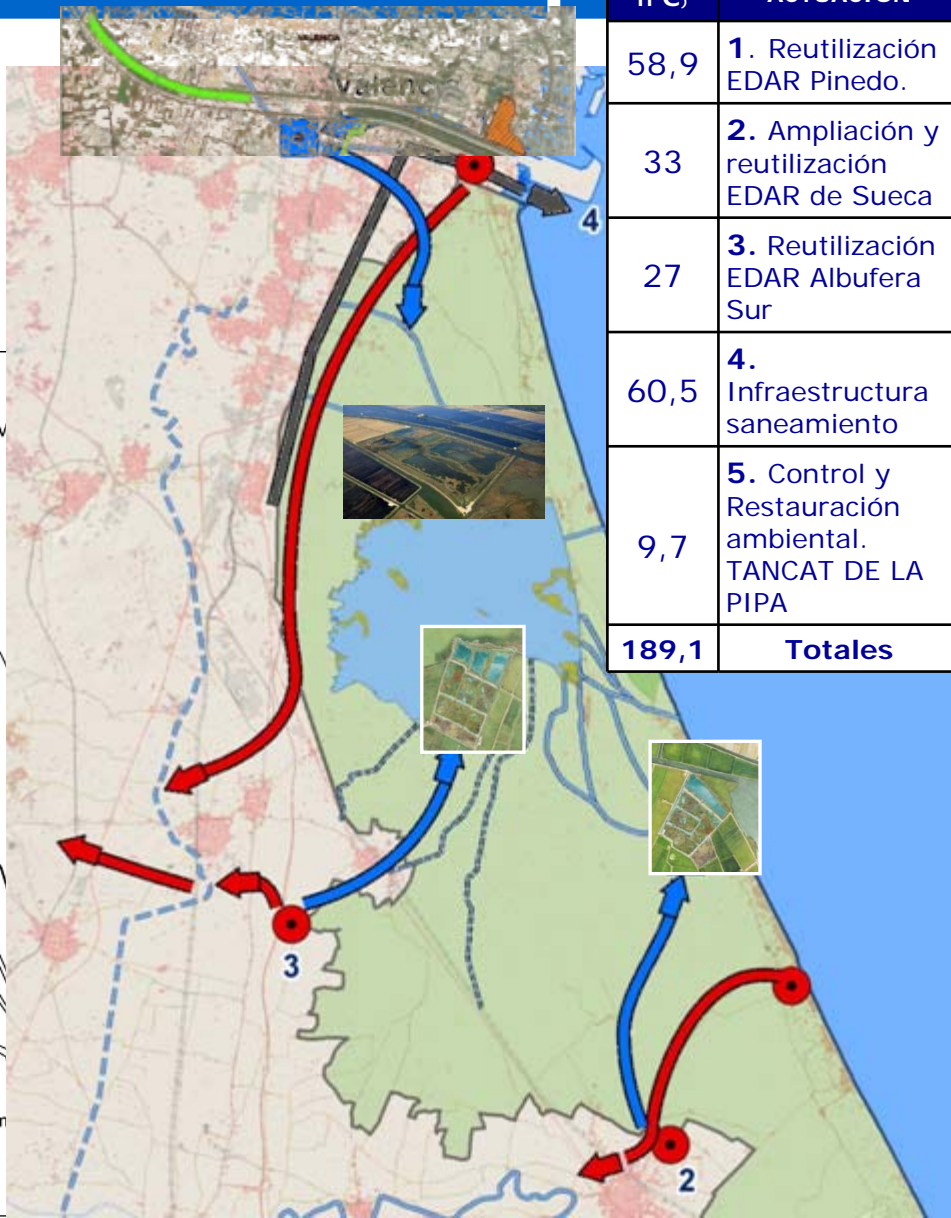 ACTUACIÓN
58,9
1. Reutilización
EDAR Pinedo.
33
2. Ampliación y
reutilización
EDAR de Sueca
27
3. Reutilización
EDAR Albufera
Sur
60,5
4.
Infraestructura
saneamiento
9,7
5. Control y
Restauración
ambiental.
TANCAT DE LA
PIPA
189,1
Totales
VALENCIA
4
3
2